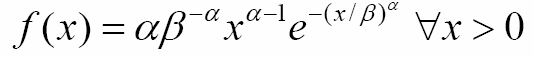 f(x) = αβ^{-α} x^{α-1} e^{-(x/β)^α} ∀x > 0